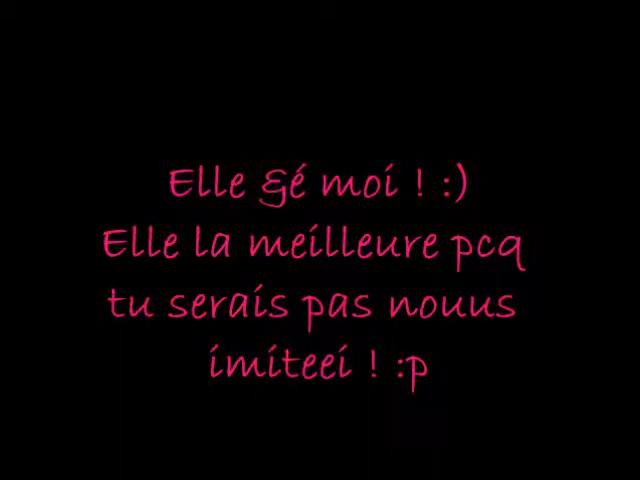 Elle &é moi ! :)
Elle la meilleure pcq
tu serais pas nouus
imiteei ! :p